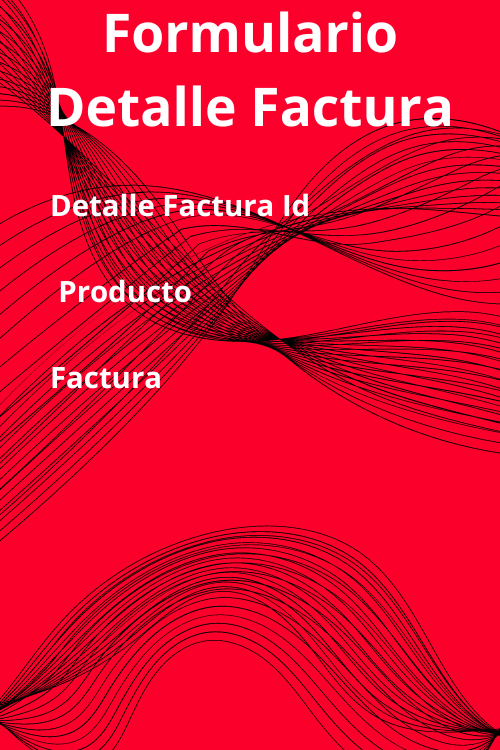 Formulario
Detalle Factura
Detalle Factura Id
Producto
Factura